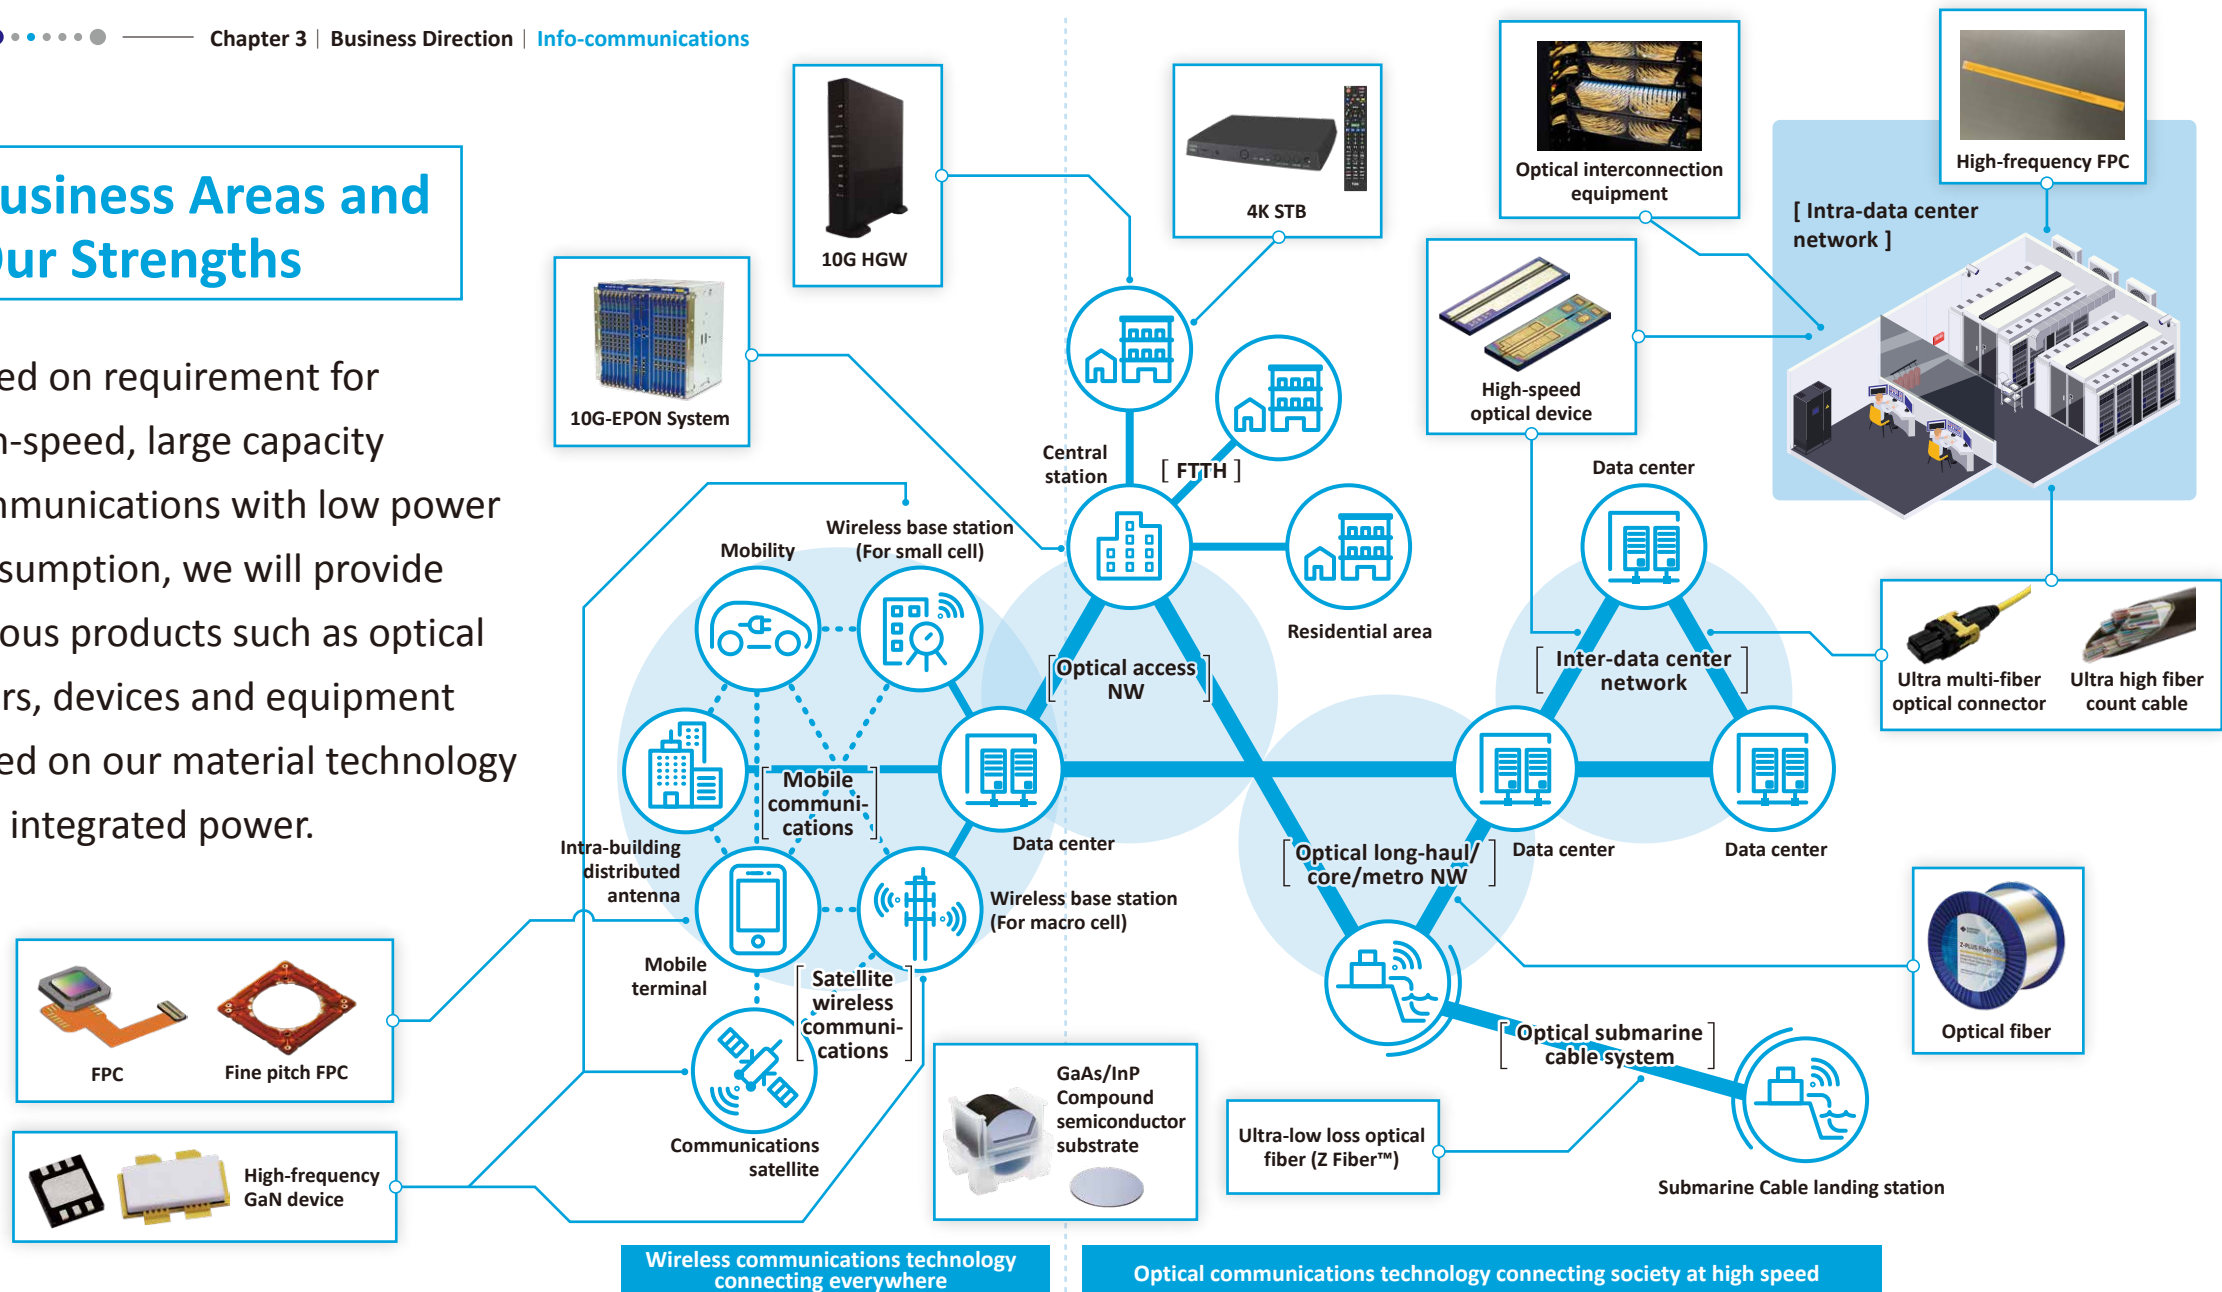 Chapter 3 | Business Direction | Info-communications
usiness Areas and
ur Strengths
ed on requirement for
-speed, large capacity
mmunications with low power
sumption, we will provide
ous products such as optical
rs, devices and equipment
ed on our material technology
integrated power.
10G HGW
4K STB
Optical interconnection
equipment
High-frequency FPC
[ Intra-data center
network ]
10G-EPON System
High-speed
optical device
Central
station
[ FTTH ]
Data center
Wireless base station
(For small cell)
Mobility
Residential area
[ Optical access
NW ]
[ Inter-data center
network ]
Ultra multi-fiber
optical connector
Ultra high fiber
count cable
[ Mobile
communi-
cations ]
Intra-building
distributed
antenna
Data center
[ Optical long-haul/
core/metro NW ]
Data center
Data center
Wireless base station
(For macro cell)
Mobile
terminal
[ Satellite
wireless
communi-
cations ]
FPC
Fine pitch FPC
Z-PLUS Fiber
Optical fiber
[ Optical submarine
cable system ]
GaAs/InP
Compound
semiconductor
substrate
Ultra-low loss optical
fiber (Z Fiber™)
Communications
satellite
High-frequency
GaN device
Submarine Cable landing station
Wireless communications technology
connecting everywhere
Optical communications technology connecting society at high speed